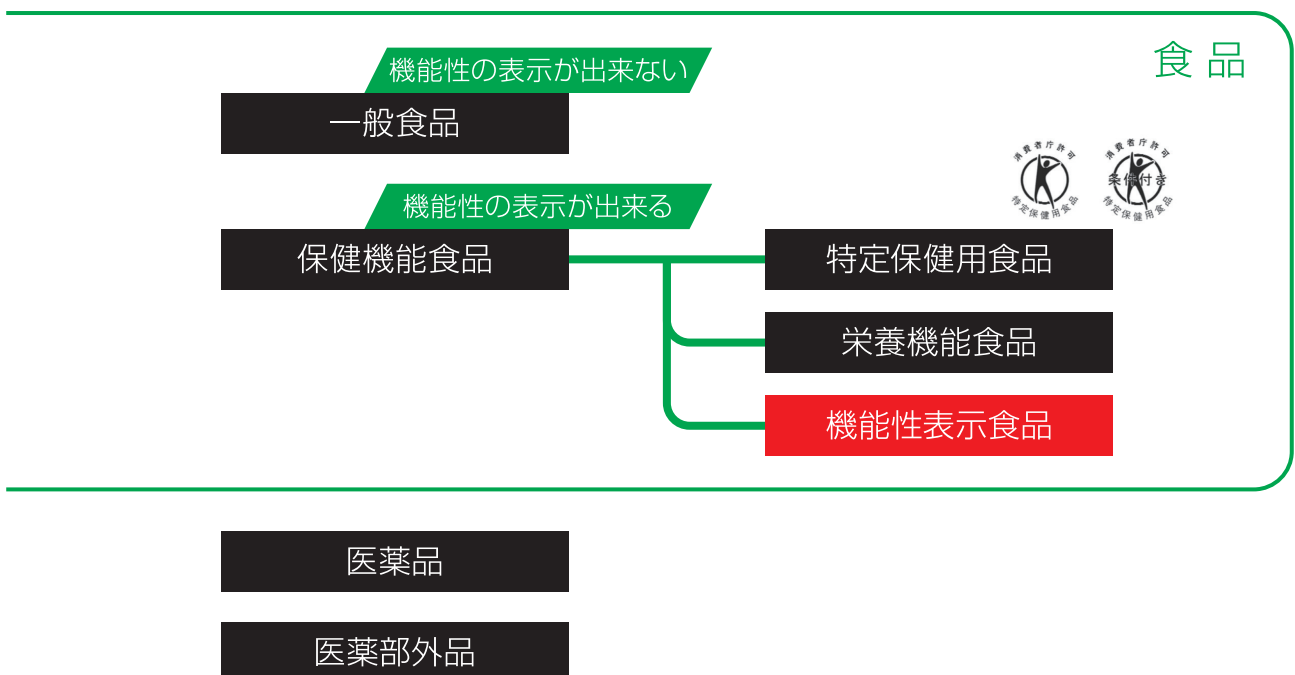 食品
機能性の表示が出来ない
一般食品
消費者庁許可
特定保健用食品
消費者庁許可
条件付き
特定保健用食品
機能性の表示が出来る
保健機能食品
特定保健用食品
栄養機能食品
機能性表示食品
医薬品
医薬部外品